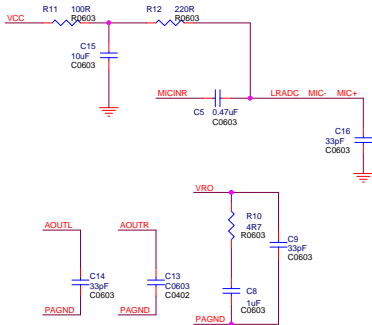 R11 100R R12 220R
VCC R0603 R0603
C15
10uF
C0603
MICINR LRADC MIC- MIC+
C5 0.47uF
C0603
C16
33pF
C0603
VRO
R10
4R7
R0603
AOUTL AOUTR
C9
33pF
C0603
C14
33pF
C0603
C13
C0603
C0402
C8
1uF
C0603
PAGND PAGND PAGND